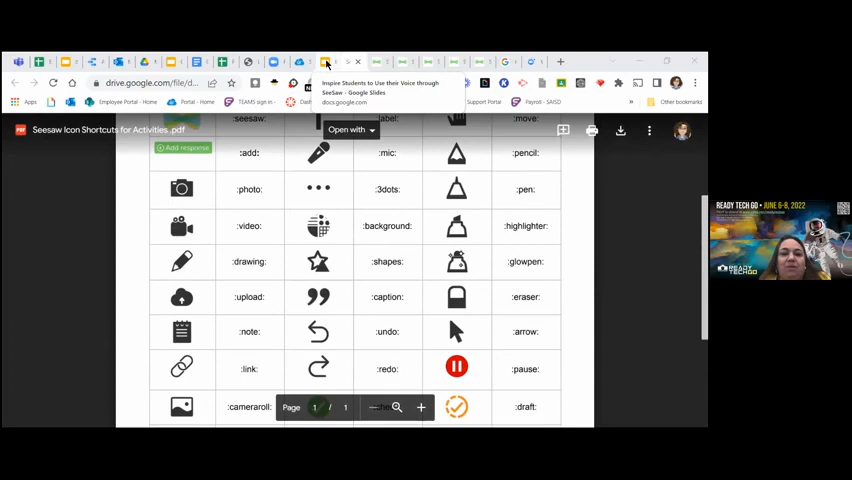 drive.google.com/file/d...
Inspire Students to Use their Voice through
SeeSaw - Google Slides
docs.google.com
Apps
Employee Portal - Home
Portal - Home
TEAMS sign in -
Support Portal
Payroll - SAISD
Other bookmarks
Seesaw Icon Shortcuts for Activities .pdf
Open with
:seesaw:
:label:
:move:
Add response
:add:
:mic:
:pencil:
:photo:
:3dots:
:pen:
:video:
:background:
:highlighter:
:drawing:
:shapes:
:glowpen:
:upload:
:caption:
:eraser:
:note:
:undo:
:arrow:
:link:
:redo:
:pause:
:cameraroll:
Page 1 / 1
:draft:
READY TECH GO • JUNE 6-8, 2022
READY
TECHGO